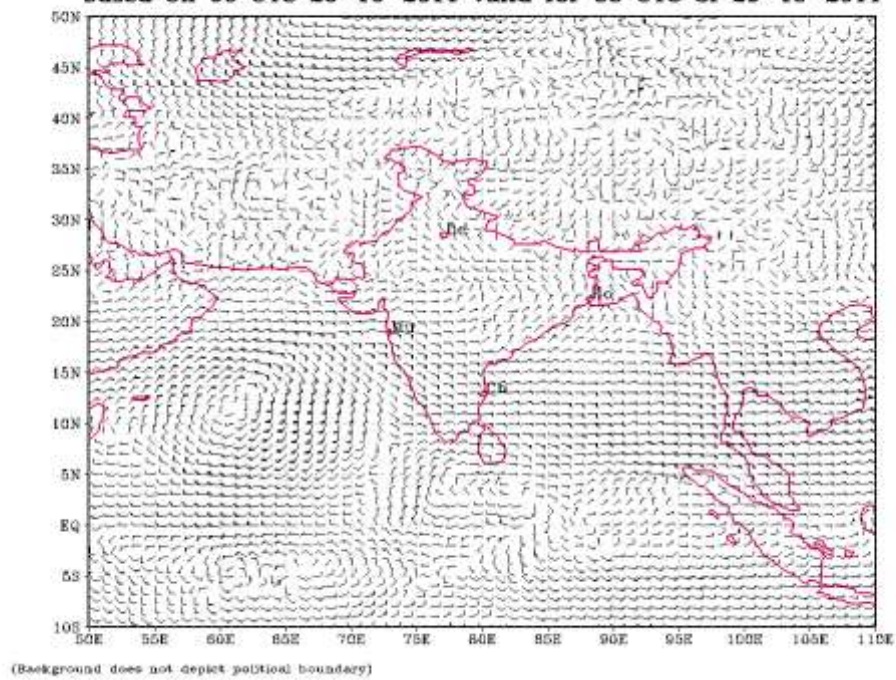 50N
45N
40N
35N
30N
25N
20N
15N
10N
5N
EQ
5S
10S
Ch
50E 55E 60E 65E 70E 75E 80E 85E 90E 95E 100E 105E 110E
(Background does not depict political boundary)